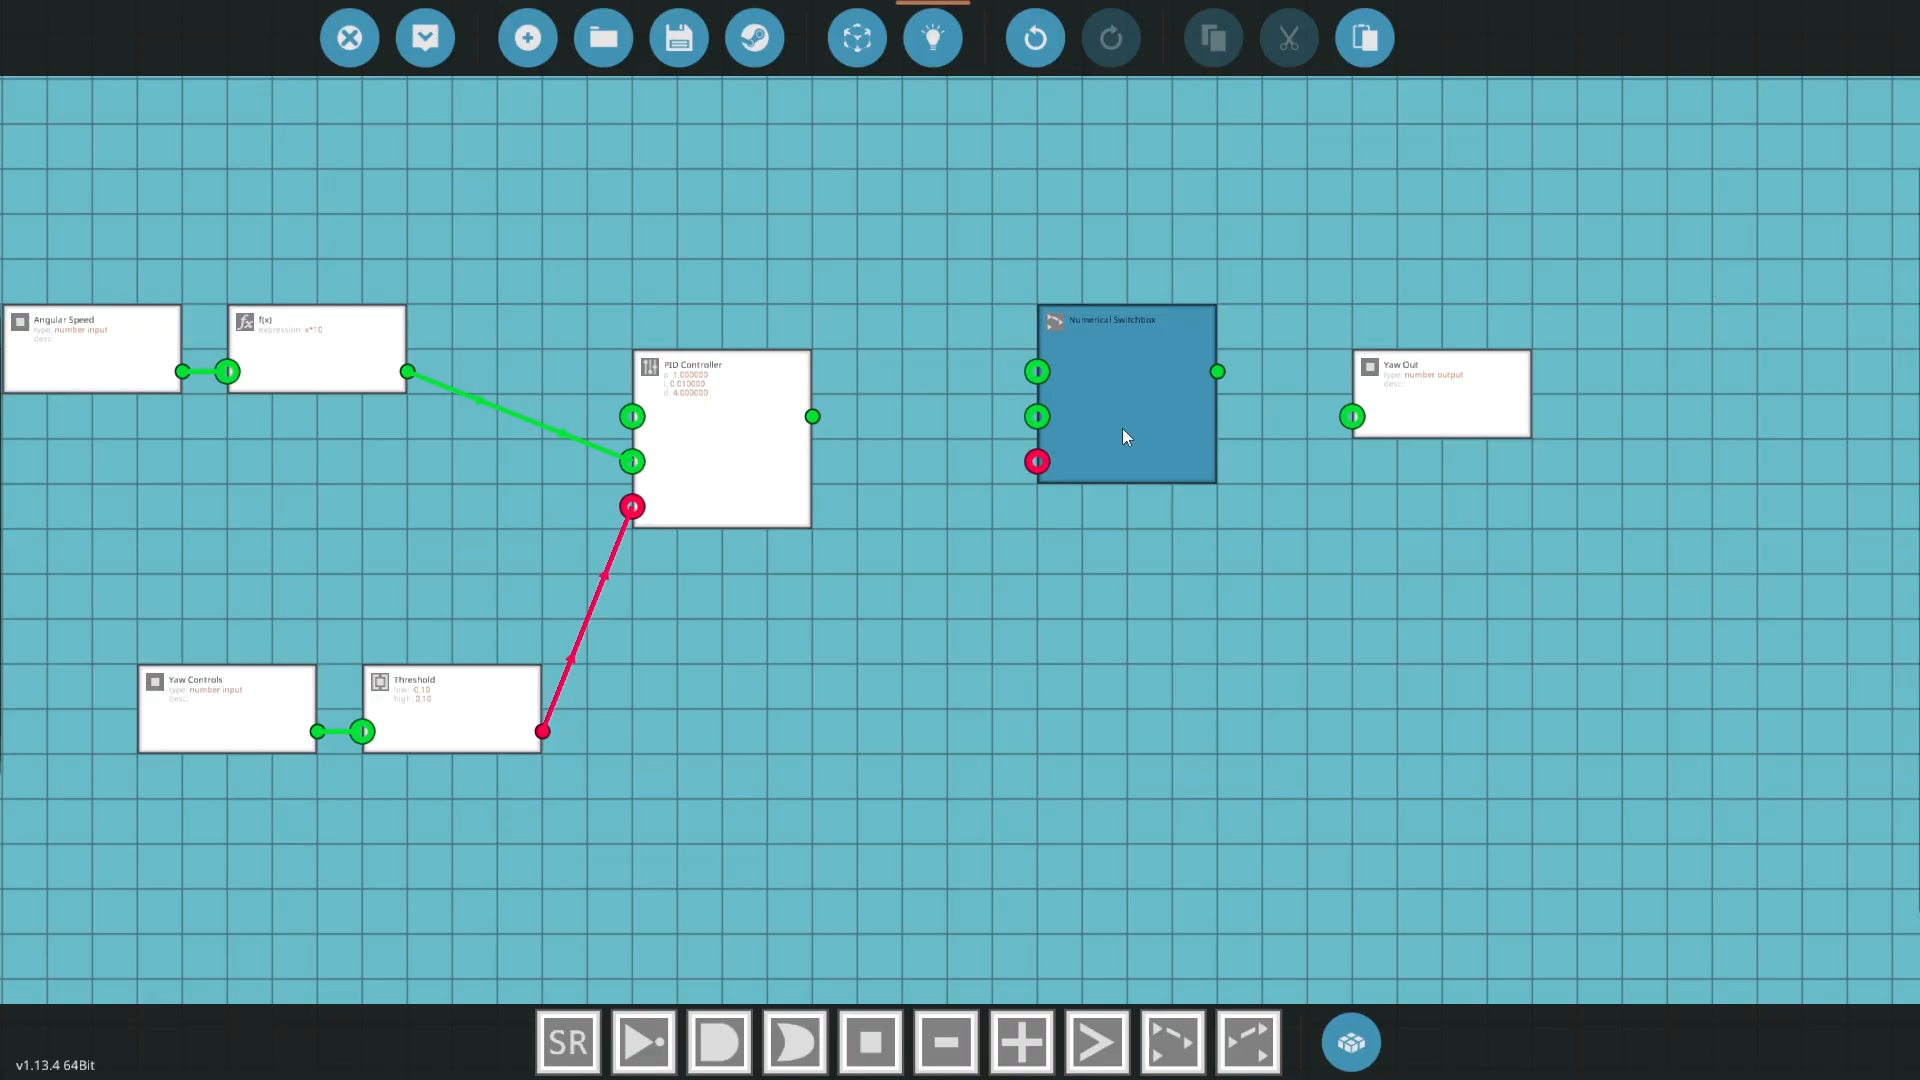 Angular Speed
type: number input
desc:
f(x)
expression: x*10
PID Controller
p: 1.000000
i: 0.010000
d: 4.000000
Numerical Switchbox
Yaw Out
type: number output
desc:
Yaw Controls
type: number input
desc:
Threshold
low: -0.10
high: 0.10
SR
v1.13.4 64Bit